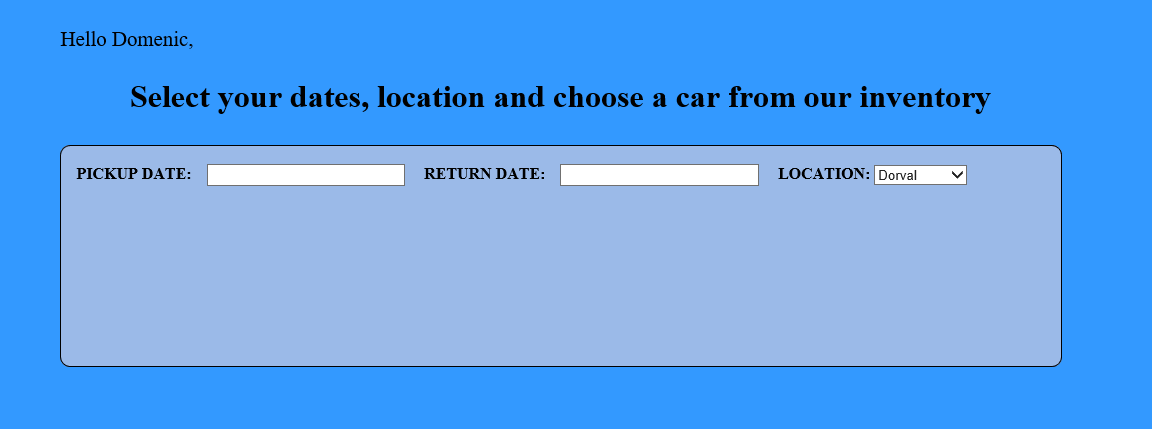 Hello Domenic,
Select your dates, location and choose a car from our inventory
PICKUP DATE: RETURN DATE: LOCATION: Dorval